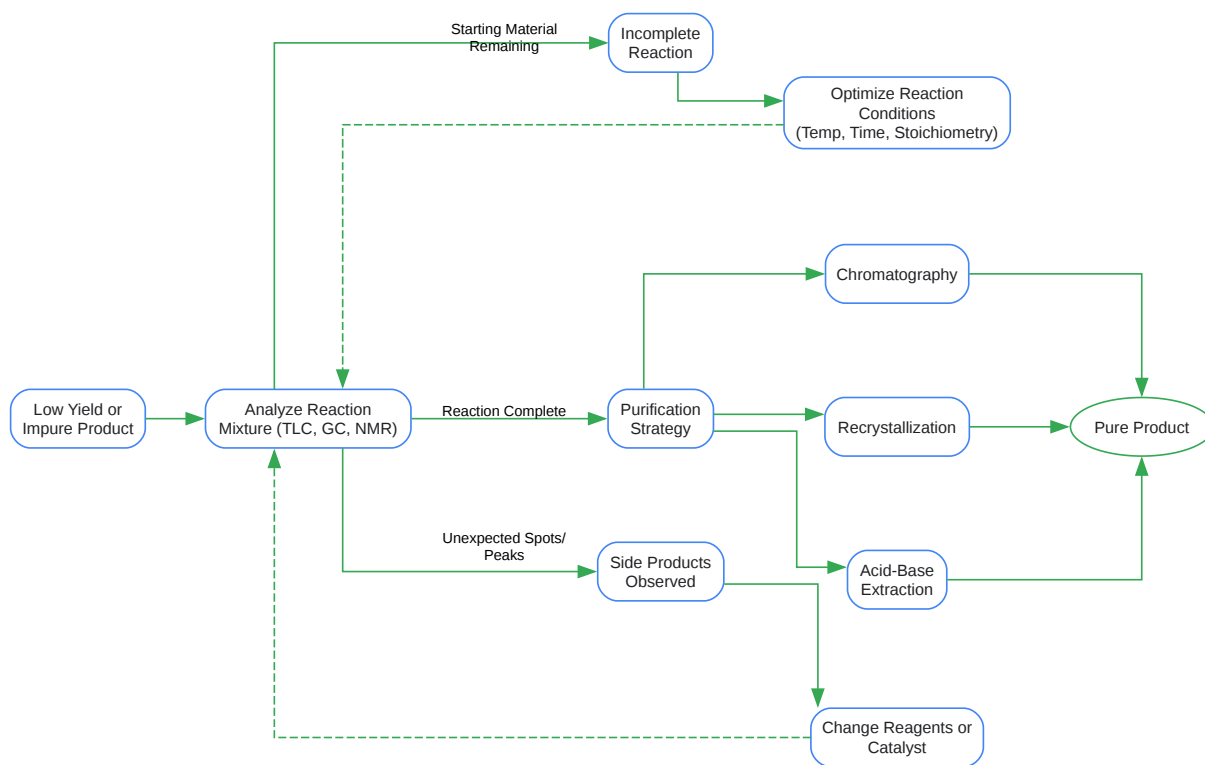 Starting Material
Remaining
Incomplete
Reaction
Optimize Reaction
Conditions
(Temp, Time, Stoichiometry)
Chromatography
Low Yield or
Impure Product
Analyze Reaction
Mixture (TLC, GC, NMR)
Reaction Complete
Purification
Strategy
Recrystallization
Pure Product
Unexpected Spots/
Peaks
Side Products
Observed
Acid-Base
Extraction
Change Reagents or
Catalyst